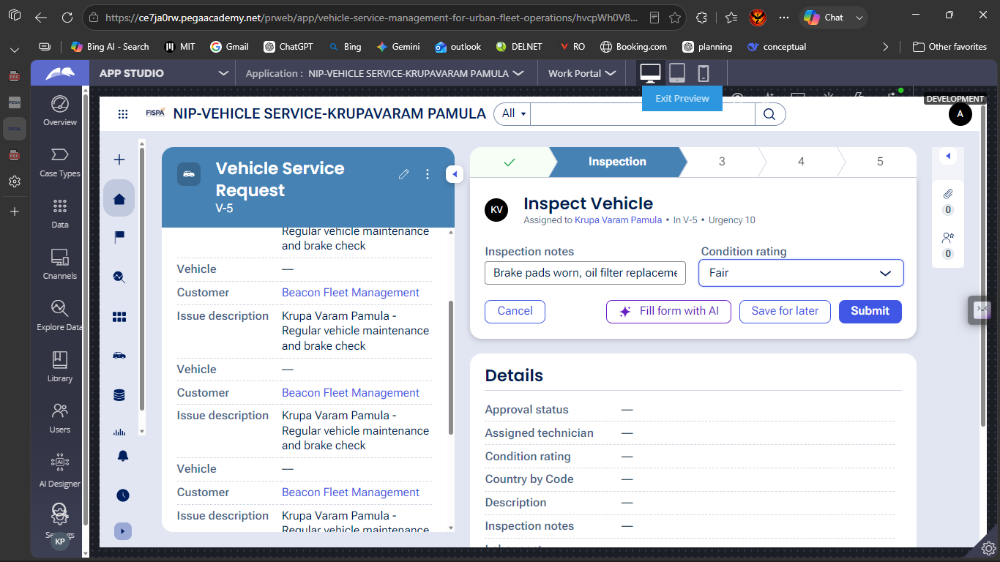 https://ce7ja0rw.pegaacademy.net/prweb/app/vehicle-service-management-for-urban-fleet-operations/hvcpWh0V8...
Chat
Bing AI - Search
MIT
Gmail
ChatGPT
Bing
Gemini
outlook
DELNET
RO
Booking.com
planning
conceptual
Other favorites
APP STUDIO
Application : NIP-VEHICLE SERVICE-KRUPAVARAM PAMULA
Work Portal
Exit Preview
DEVELOPMENT
PDF
PEGA
PEGA
PDF
Overview
Case Types
Data
Channels
Explore Data
Library
Users
AI
AI Designer
KP
FISPA
NIP-VEHICLE SERVICE-KRUPAVARAM PAMULA
All
A
Vehicle Service
Request
V-5
Regular vehicle maintenance
and brake check
Vehicle —
Customer Beacon Fleet Management
Issue description Krupa Varam Pamula -
Regular vehicle maintenance
and brake check
Vehicle —
Customer Beacon Fleet Management
Issue description Krupa Varam Pamula -
Regular vehicle maintenance
and brake check
Vehicle —
Customer Beacon Fleet Management
Issue description Krupa Varam Pamula -
Regular vehicle maintenance
Inspection
3
4
5
KV
Inspect Vehicle
Assigned to Krupa Varam Pamula • In V-5 • Urgency 10
Inspection notes
Brake pads worn, oil filter replaceme
Condition rating
Fair
Cancel
Fill form with AI
Save for later
Submit
Details
Approval status —
Assigned technician —
Condition rating —
Country by Code —
Description —
Inspection notes —
0
0